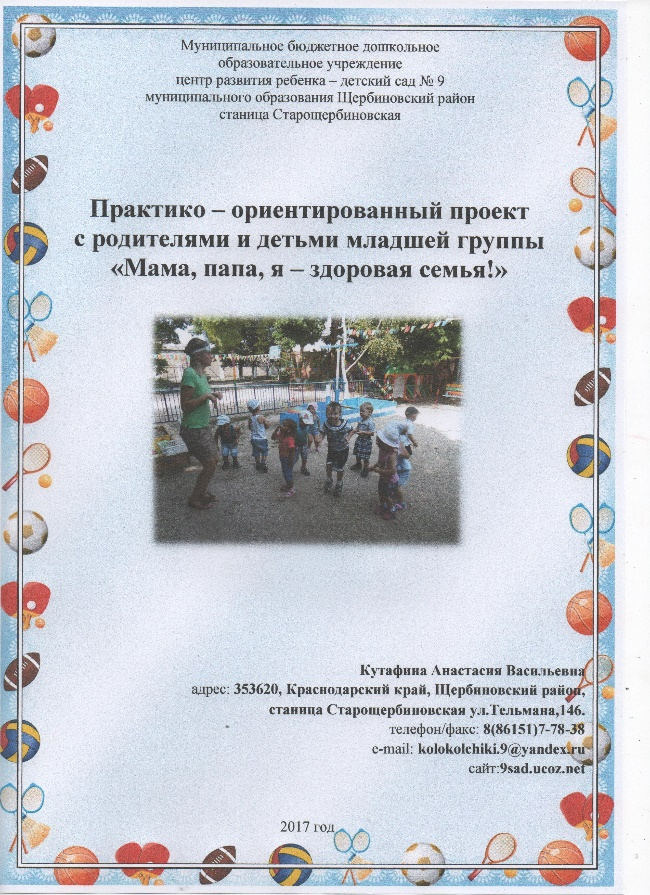 Муниципальное бюджетное дошкольное
образовательное учреждение
центр развития ребенка – детский сад № 9
муниципального образования Щербиновский район
станица Старощербиновская
Практико – ориентированный проект
с родителями и детьми младшей группы
«Мама, папа, я – здоровая семья!»
Кутафина Анастасия Васильевна
адрес: 353620, Краснодарский край, Щербиновский район,
станица Старощербиновская ул.Тельмана,146.
телефон/факс: 8(86151)7-78-38
e-mail: kolokolchiki.9@yandex.ru
сайт:9sad.ucoz.net
2017 год